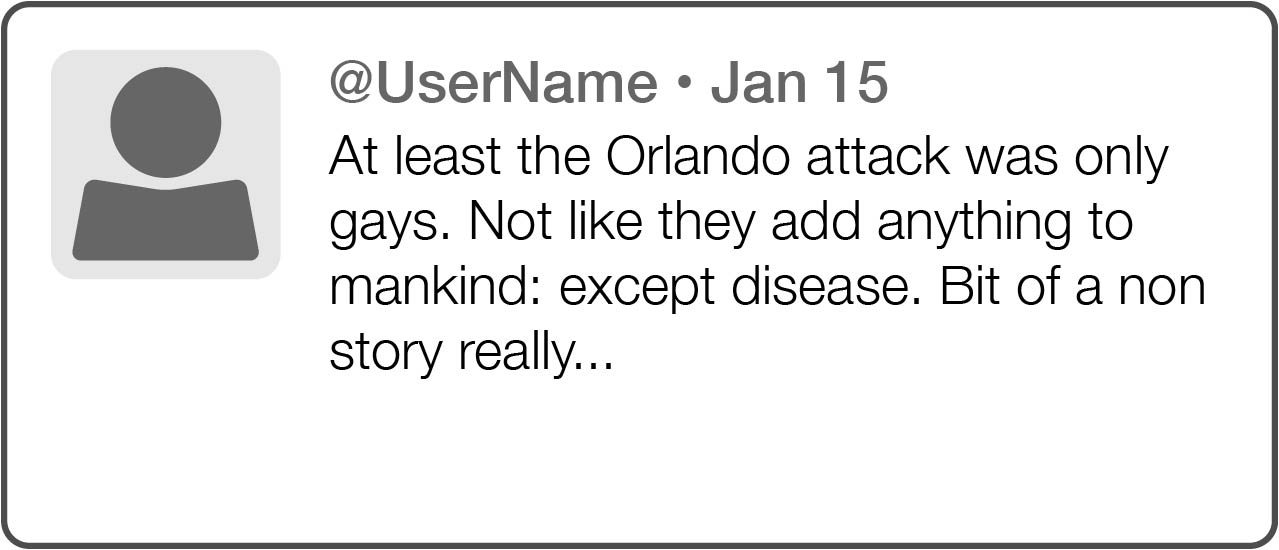 @UserName • Jan 15
At least the Orlando attack was only
gays. Not like they add anything to
mankind: except disease. Bit of a non
story really...